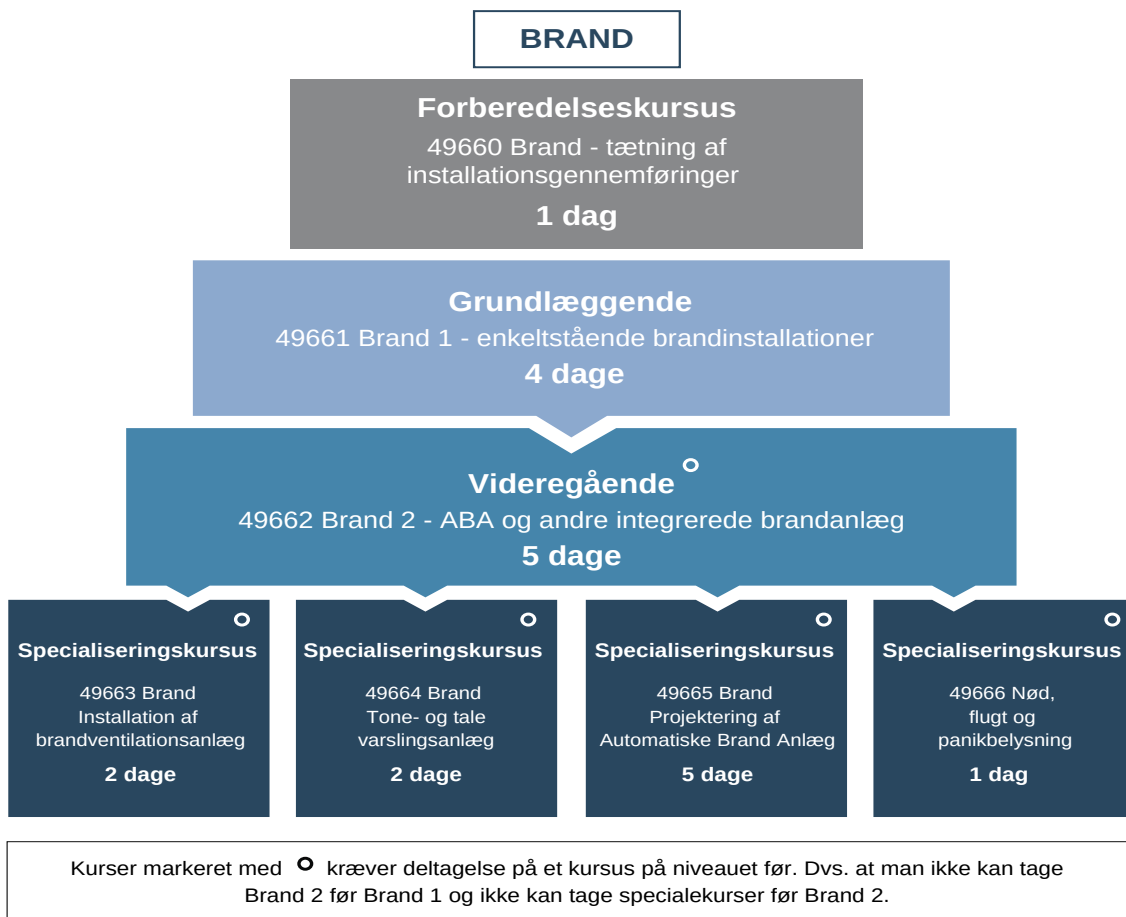 BRAND
Forberedelseskursus
49660 Brand - tætning af
installationsgennemføringer
1 dag
Grundlæggende
49661 Brand 1 - enkeltstående brandinstallationer
4 dage
Videregående
49662 Brand 2 - ABA og andre integrerede brandanlæg
5 dage
Specialiseringskursus
49663 Brand
Installation af
brandventilationsanlæg
2 dage
Specialiseringskursus
49664 Brand
Tone- og tale
varslingsanlæg
2 dage
Specialiseringskursus
49665 Brand
Projektering af
Automatiske Brand Anlæg
5 dage
Specialiseringskursus
49666 Nød,
flugt og
panikbelysning
1 dag
Kurser markeret med kræver deltagelse på et kursus på niveauet før. Dvs. at man ikke kan tage
Brand 2 før Brand 1 og ikke kan tage specialekurser før Brand 2.